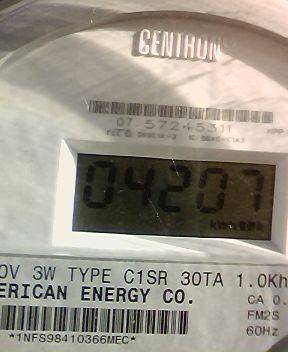 CENTRON
07 57245311
04207
0V 3W TYPE C1SR 30TA 1.0Kh
ERICAN ENERGY CO.
CA 0.
FM2S
60Hz
*1NFS98410366MEC*